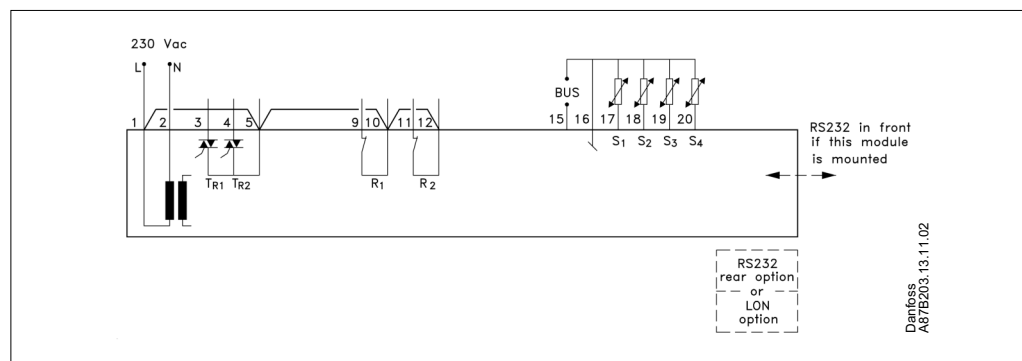 230 Vac
L N
BUS
1 2 3 4 5 9 10 11 12 15 16 17 18 19 20
S1 S2 S3 S4
TR1 TR2 R1 R2
RS232 in front
if this module
is mounted
RS232
rear option
or
LON
option
Danfoss
A87B203.13.11.02